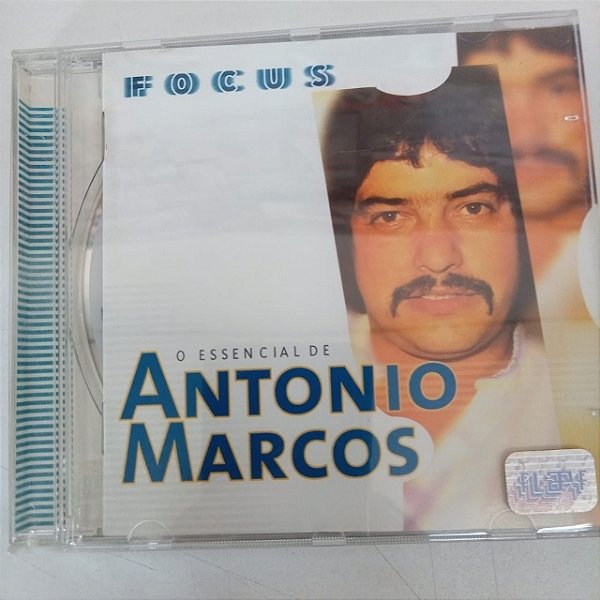 FOCUS
O ESSENCIAL DE
ANTONIO
MARCOS